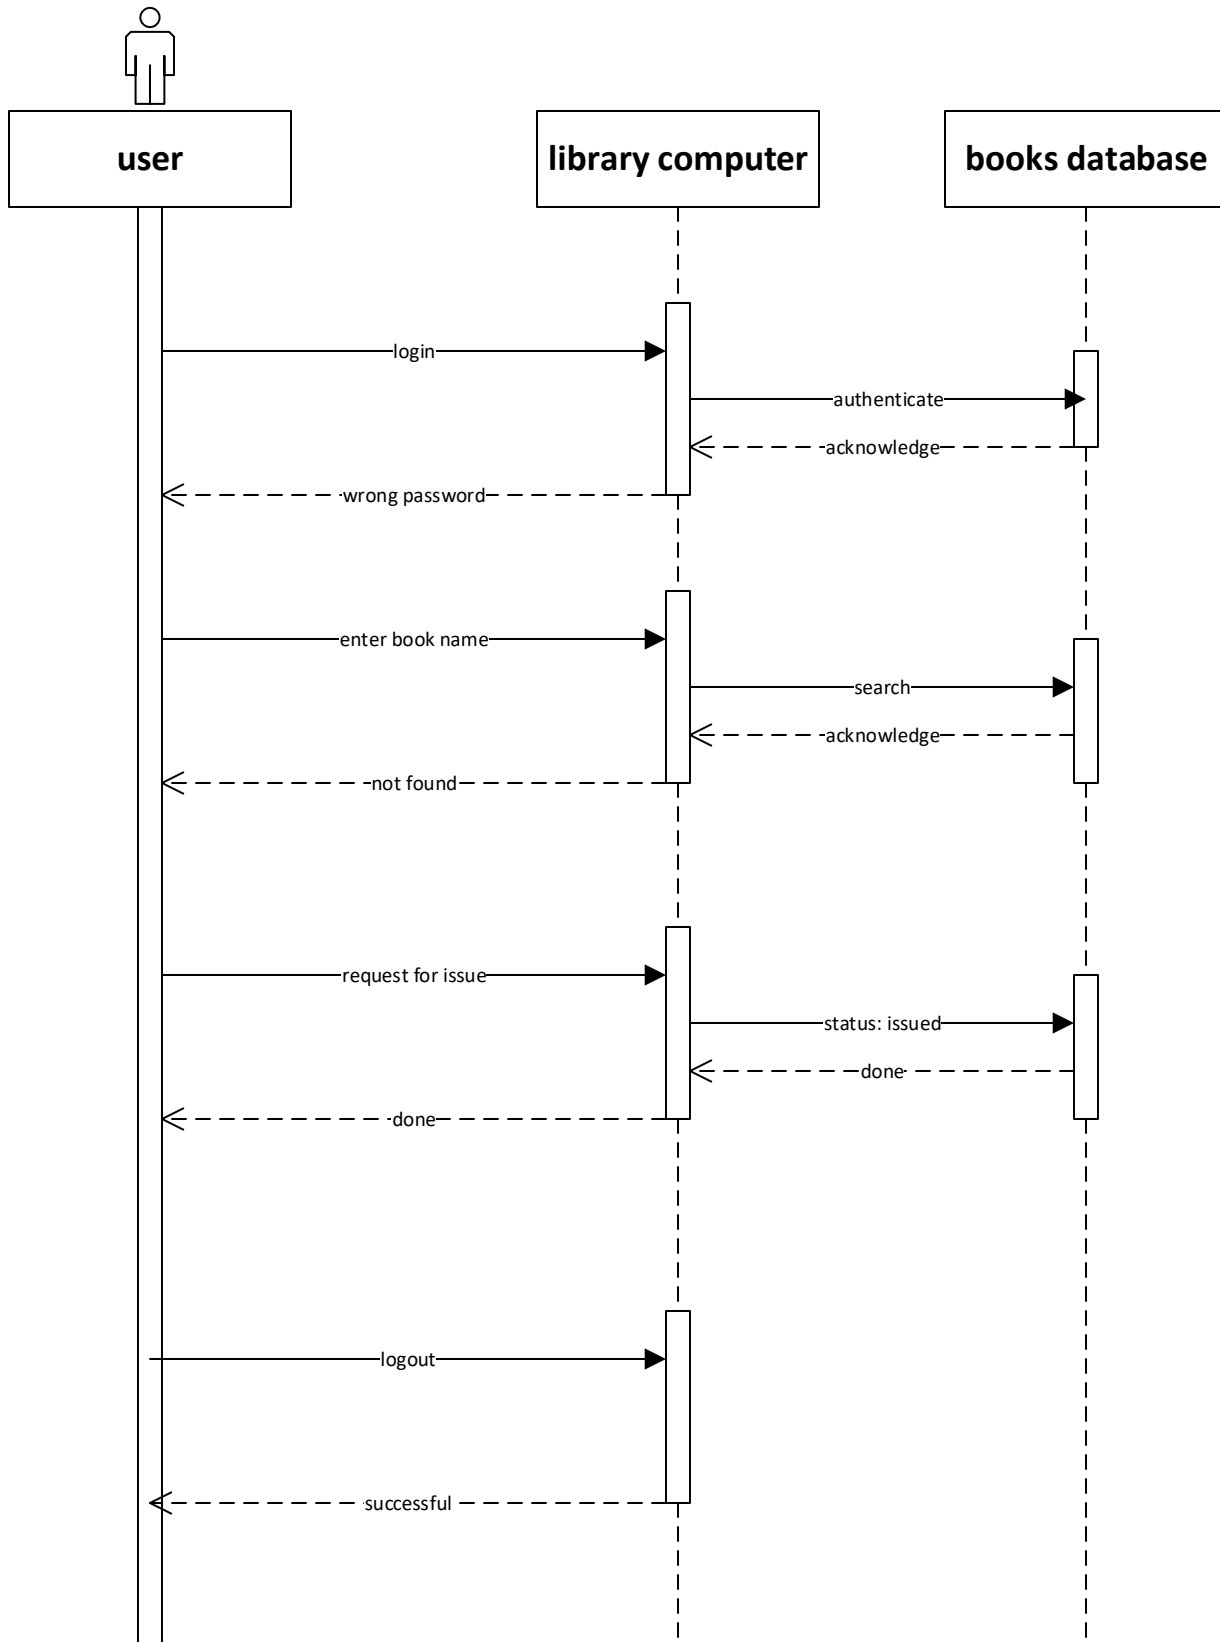 user
library computer
books database
login
authenticate
acknowledge
wrong password
enter book name
search
acknowledge
not found
request for issue
status: issued
done
done
logout
successful